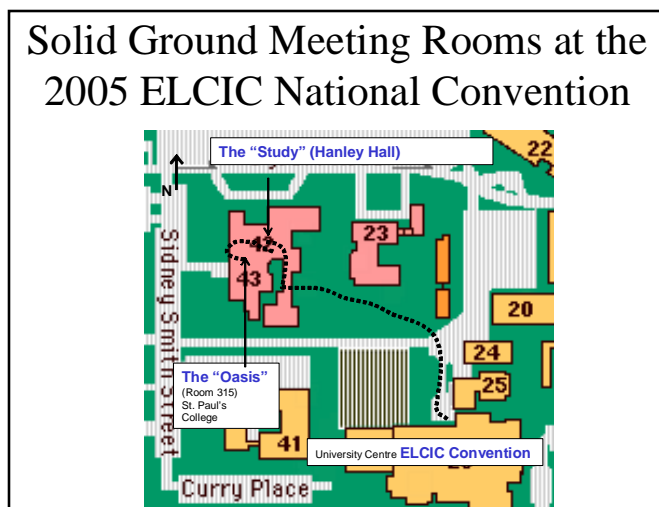 Solid Ground Meeting Rooms at the
2005 ELCIC National Convention
The “Study” (Hanley Hall)
22
N
42
23
43
Sidney Smith Street
20
24
The “Oasis”
(Room 315)
St. Paul's
College
25
41
University Centre ELCIC Convention
Curry Place